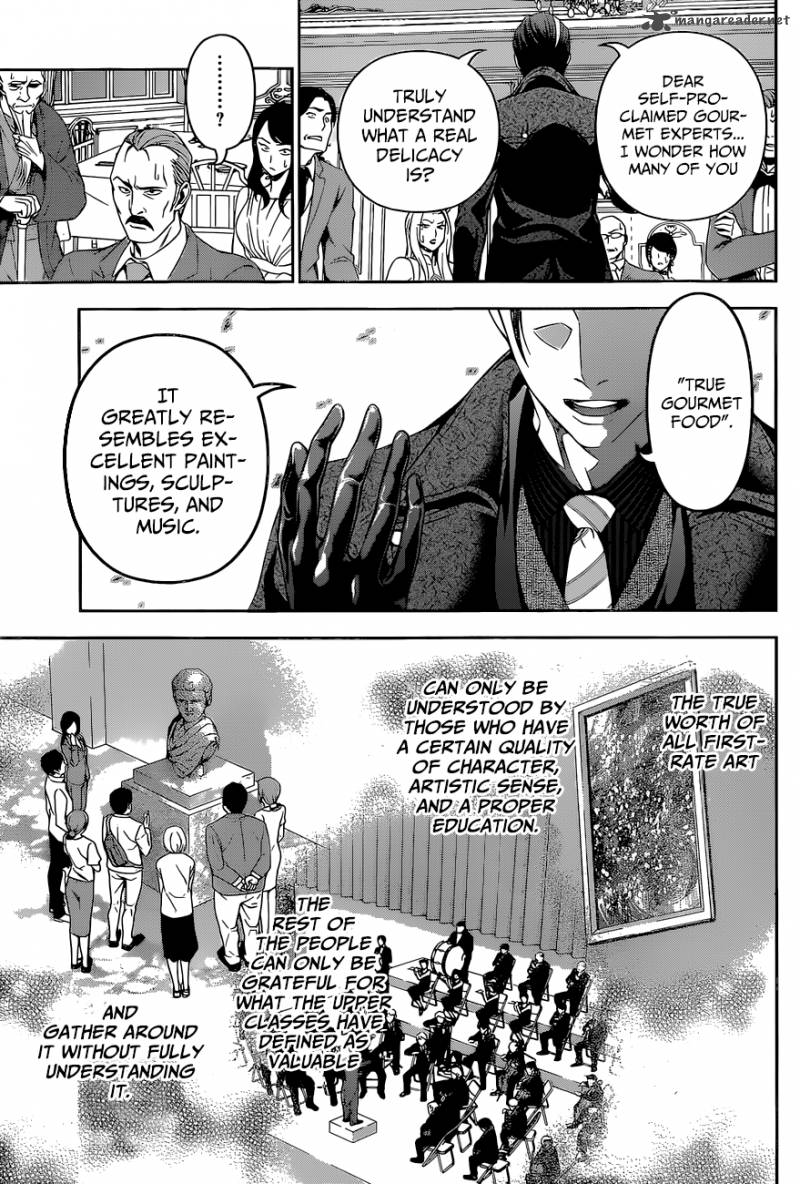 mangareader.net
DEAR
SELF-PRO-
CLAIMED GOUR-
MET EXPERTS...
I WONDER HOW
MANY OF YOU
TRULY
UNDERSTAND
WHAT A REAL
DELICACY
IS?
.........?
"TRUE
GOURMET
FOOD".
IT
GREATLY RE-
SEMBLES EX-
CELLENT PAINT-
INGS, SCULP-
TURES, AND
MUSIC.
THE TRUE
WORTH OF
ALL FIRST-
RATE ART
CAN ONLY BE
UNDERSTOOD BY
THOSE WHO HAVE
A CERTAIN QUALITY
OF CHARACTER,
ARTISTIC SENSE,
AND A PROPER
EDUCATION.
THE
REST OF
THE PEOPLE
CAN ONLY BE
GRATEFUL FOR
WHAT THE UPPER
CLASSES HAVE
DEFINED AS
VALUABLE
AND
GATHER AROUND
IT WITHOUT FULLY
UNDERSTANDING
IT.